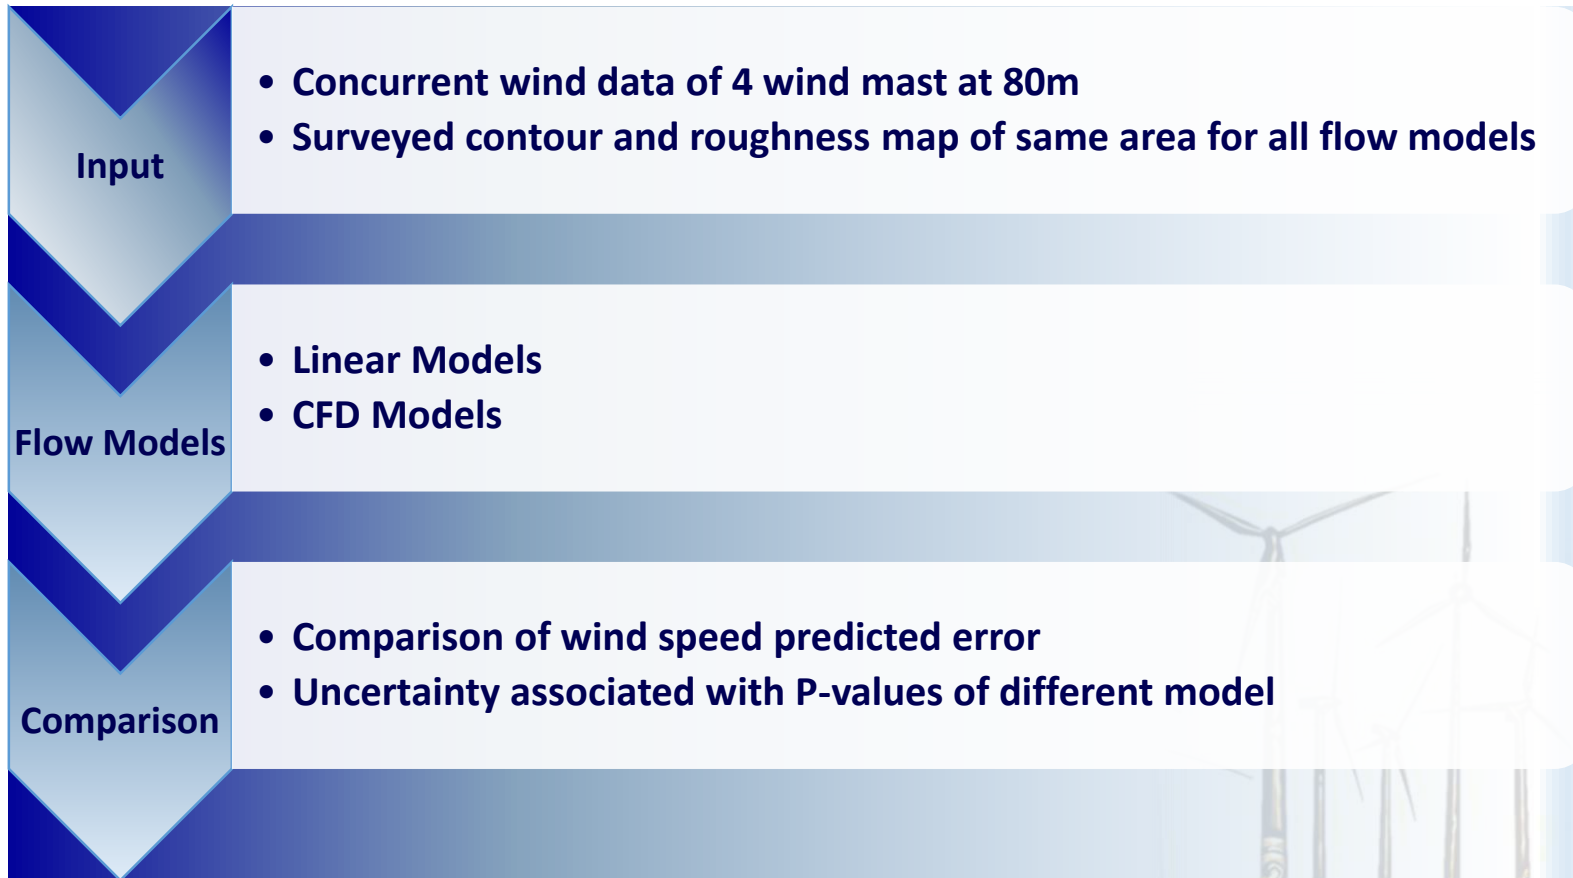 Input
• Concurrent wind data of 4 wind mast at 80m
• Surveyed contour and roughness map of same area for all flow models
Flow Models
• Linear Models
• CFD Models
Comparison
• Comparison of wind speed predicted error
• Uncertainty associated with P-values of different model